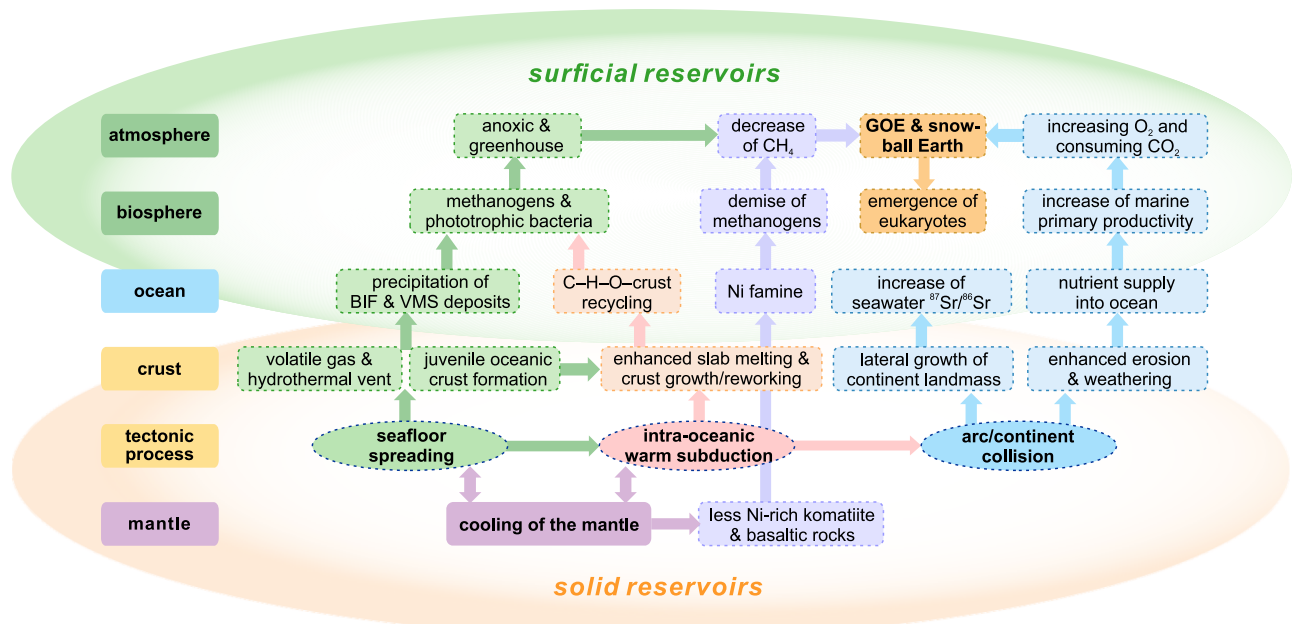 surficial reservoirs
atmosphere
anoxic &
greenhouse
decrease
of CH₄
GOE & snow-
ball Earth
increasing O₂ and
consuming CO₂
biosphere
methanogens &
phototrophic bacteria
demise of
methanogens
emergence of
eukaryotes
increase of marine
primary productivity
ocean
precipitation of
BIF & VMS deposits
C–H–O–crust
recycling
Ni famine
increase of
seawater ⁸⁷Sr/⁸⁶Sr
nutrient supply
into ocean
crust
volatile gas &
hydrothermal vent
juvenile oceanic
crust formation
enhanced slab melting &
crust growth/reworking
lateral growth of
continent landmass
enhanced erosion
& weathering
tectonic
process
seafloor
spreading
intra-oceanic
warm subduction
arc/continent
collision
mantle
cooling of the mantle
less Ni-rich komatiite
& basaltic rocks
solid reservoirs